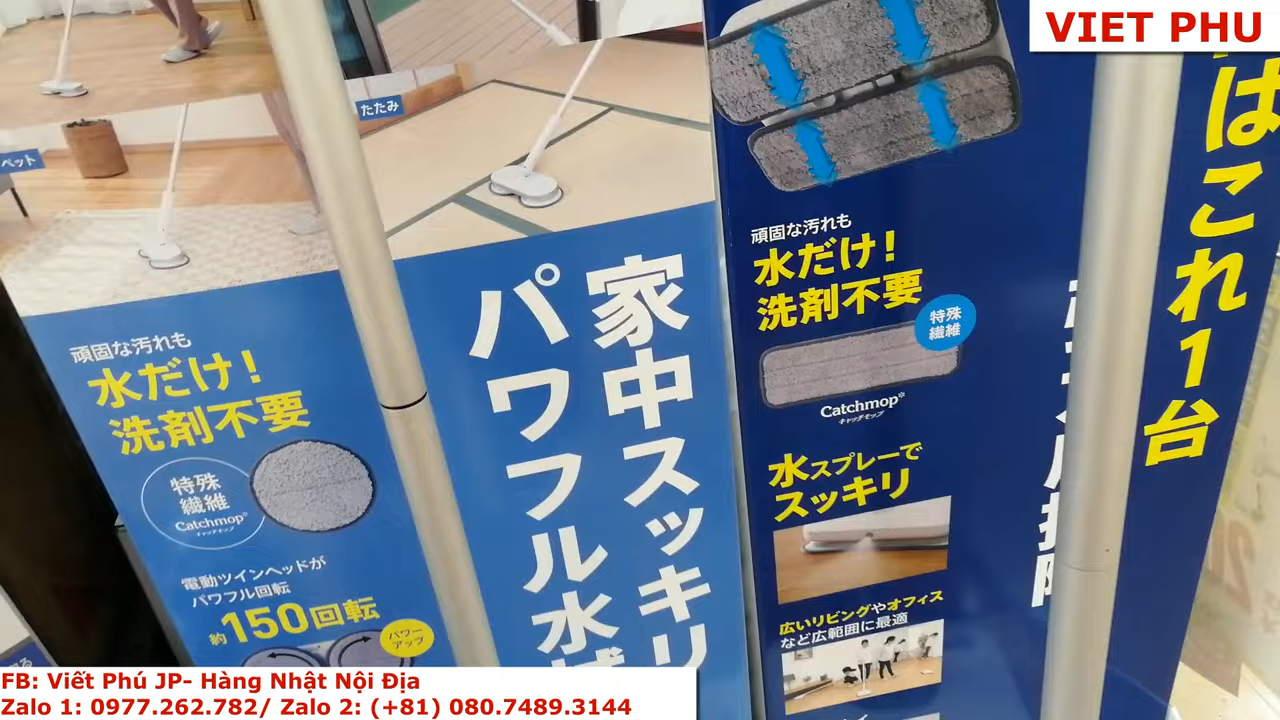 VIET PHU
たたみ
ペット
頑固な汚れも
水だけ!
洗剤不要
特殊
繊維
Catchmop
キャッチモップ
電動ツインヘッドが
パワフル回転
約150回転
パワー
アップ
家中スッキリ
パワフル水
頑固な汚れも
水だけ!
洗剤不要
特殊
繊維
Catchmop
キャッチモップ
水スプレーで
スッキリ
広いリビングやオフィス
など広範囲に最適
はこれ1台
FB: Viết Phú JP- Hàng Nhật Nội Địa
Zalo 1: 0977.262.782/ Zalo 2: (+81) 080.7489.3144